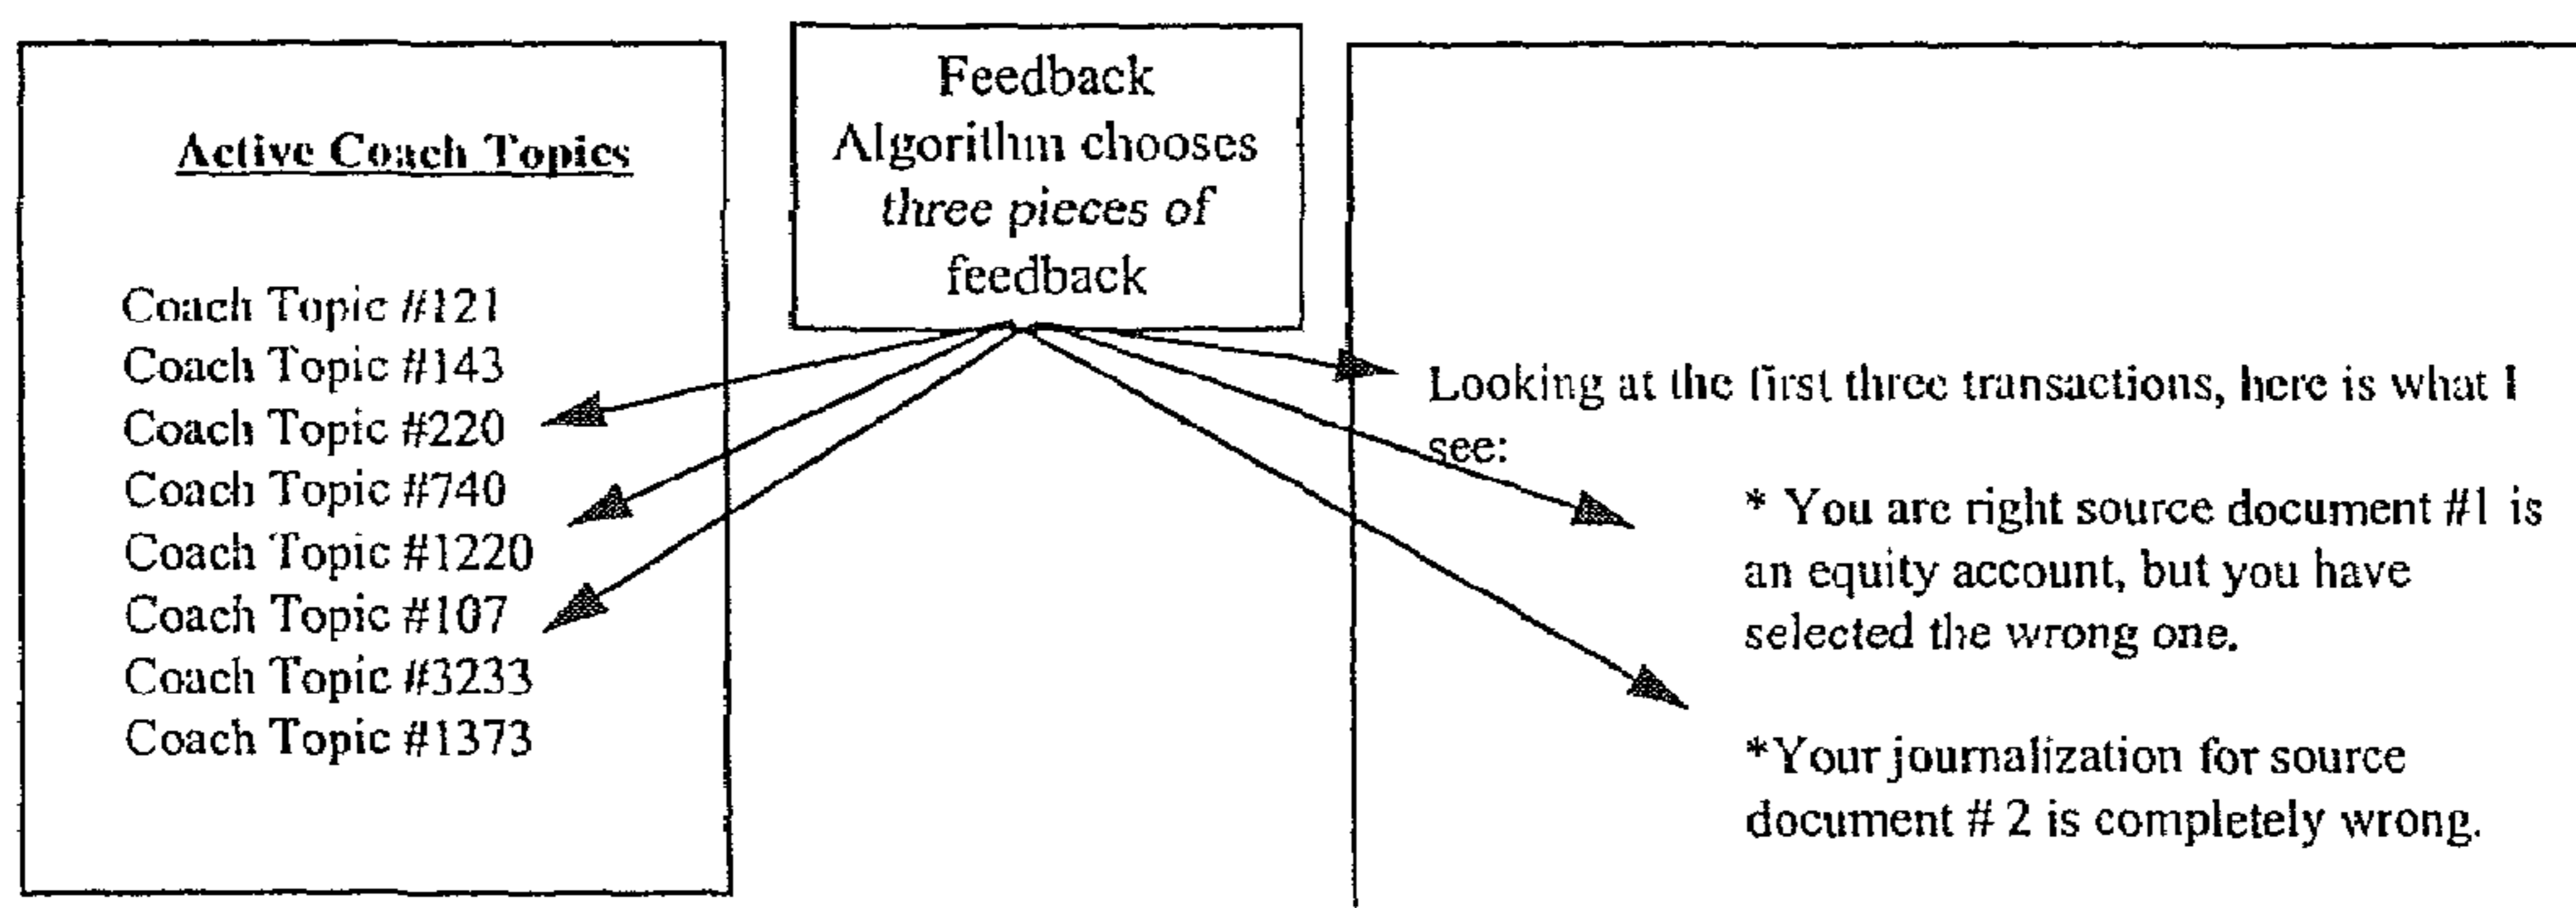 Active Coach Topics
Coach Topic #121
Coach Topic #143
Coach Topic #220
Coach Topic #740
Coach Topic #1220
Coach Topic #107
Coach Topic #3233
Coach Topic #1373
Feedback
Algorithm chooses
three pieces of
feedback
Looking at the first three transactions, here is what I
see:
* You are right source document #1 is
an equity account, but you have
selected the wrong one.
*Your journalization for source
document # 2 is completely wrong.